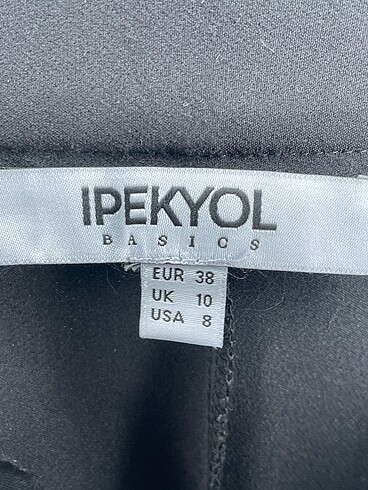 IPEKYOL
BASICS
EUR 38
UK 10
USA 8